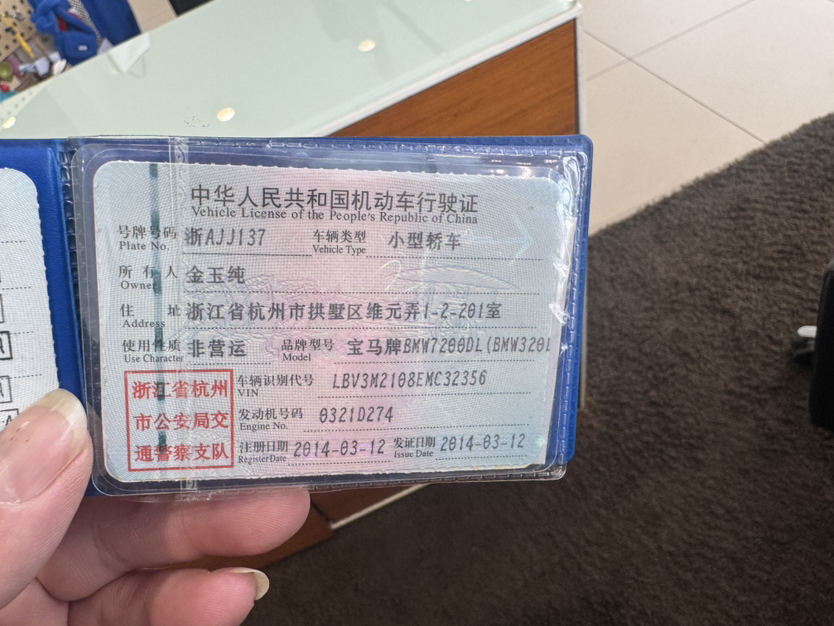 中华人民共和国机动车行驶证
Vehicle License of the People's Republic of China
号牌号码 浙AJJ137 车辆类型 小型轿车
Plate No. Vehicle Type
所有人 金玉纯
Owner
住址 浙江省杭州市拱墅区维元弄1-2-201室
Address
使用性质 非营运 品牌型号 宝马牌BMW7200DL(BMW320L
Use Character Model
浙江省杭州
市公安局交
通警察支队
车辆识别代号 LBV3M2108EMC32356
VIN
发动机号码 0321D274
Engine No.
注册日期 2014-03-12 发证日期 2014-03-12
Register Date Issue Date